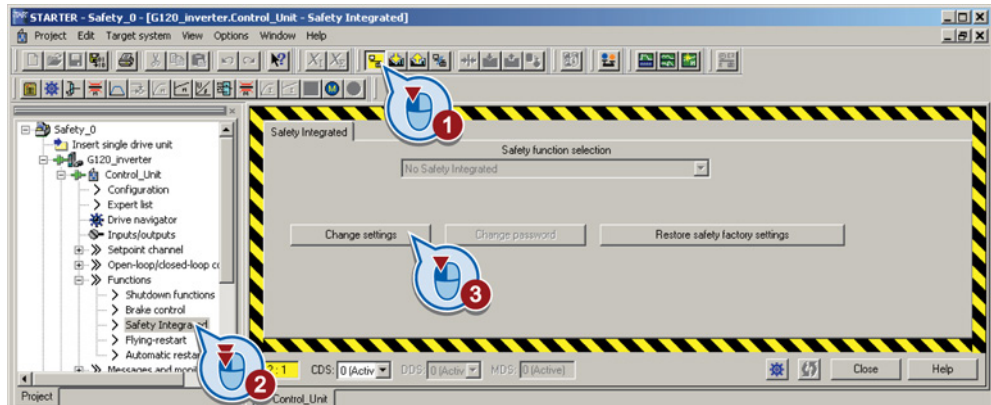 STARTER - Safety_0 - [G120_inverter.Control_Unit - Safety Integrated]
Project Edit Target system View Options Window Help
1
Safety_0
Insert single drive unit
G120_inverter
Control_Unit
Configuration
Expert list
Drive navigator
Inputs/outputs
Setpoint channel
Open-loop/closed-loop
Functions
Shutdown functions
Brake control
Safety Integrated
Flying-restart
Automatic
Messages and
2
Project
Safety Integrated
Safety function selection
No Safety Integrated
Change settings
Change password
Restore safety factory settings
3
CDS: 0 (Activ DDS: 0 (Activ MDS: 0 (Active)
Close
Help
Control_Unit